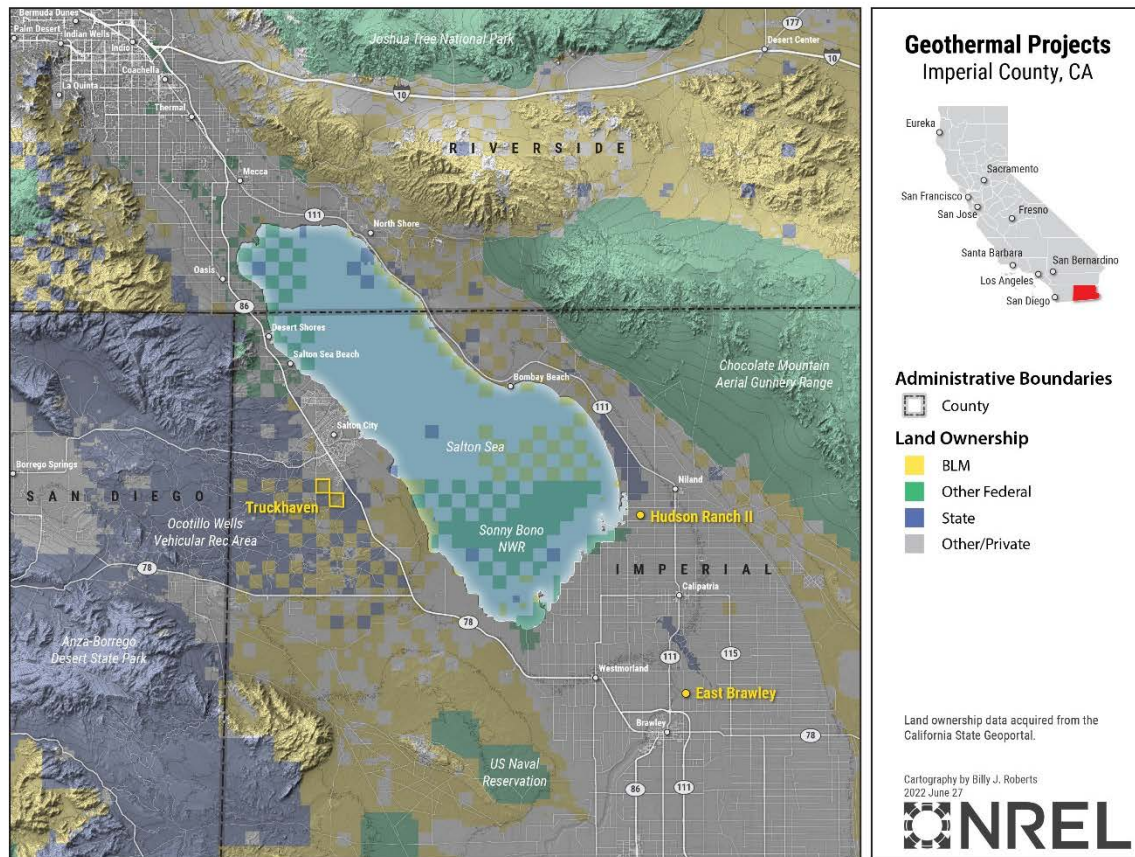 Bermuda Dunes
Palm Desert
Indian Wells
Indio
Coachella
La Quinta
Thermal
Mecca
Joshua Tree National Park
177
Desert Center
10
10
RIVERSIDE
111
North Shore
Oasis
86
Desert Shores
Salton Sea Beach
Chocolate Mountain
Aerial Gunnery Range
Bombay Beach
111
Salton City
Salton Sea
Borrego Springs
SAN DIEGO
Truckhaven
Niland
Ocotillo Wells
Vehicular Rec Area
Sonny Bono
NWR
Hudson Ranch II
78
IMPERIAL
Calipatria
Anza-Borrego
Desert State Park
78
111
115
Westmorland
East Brawley
Brawley
78
US Naval
Reservation
86
111
Geothermal Projects
Imperial County, CA
Eureka
Sacramento
San Francisco
San Jose
Fresno
Santa Barbara
San Bernardino
Los Angeles
San Diego
Administrative Boundaries
County
Land Ownership
BLM
Other Federal
State
Other/Private
Land ownership data acquired from the
California State Geoportal.
Cartography by Billy J. Roberts
2022 June 27
NREL